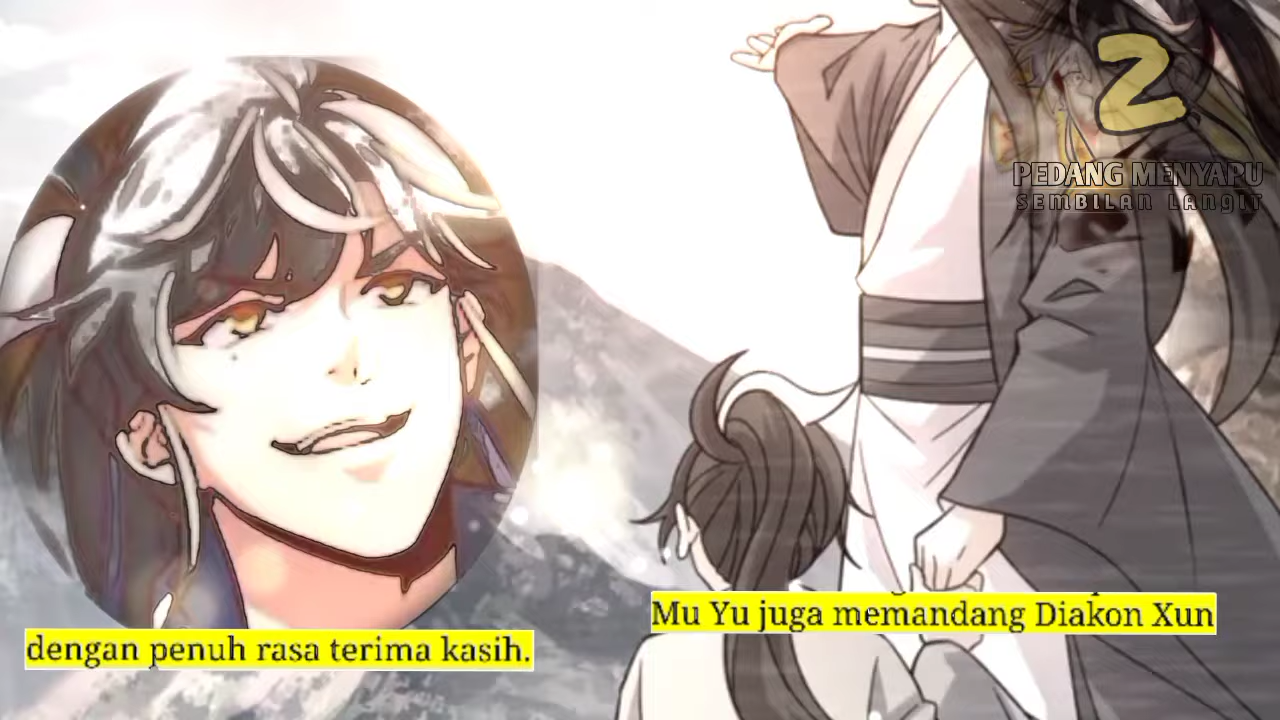 2
PEDANG MENYAPU
SEMBILAN LANGIT
Mu Yu juga memandang Diakon Xun
dengan penuh rasa terima kasih.